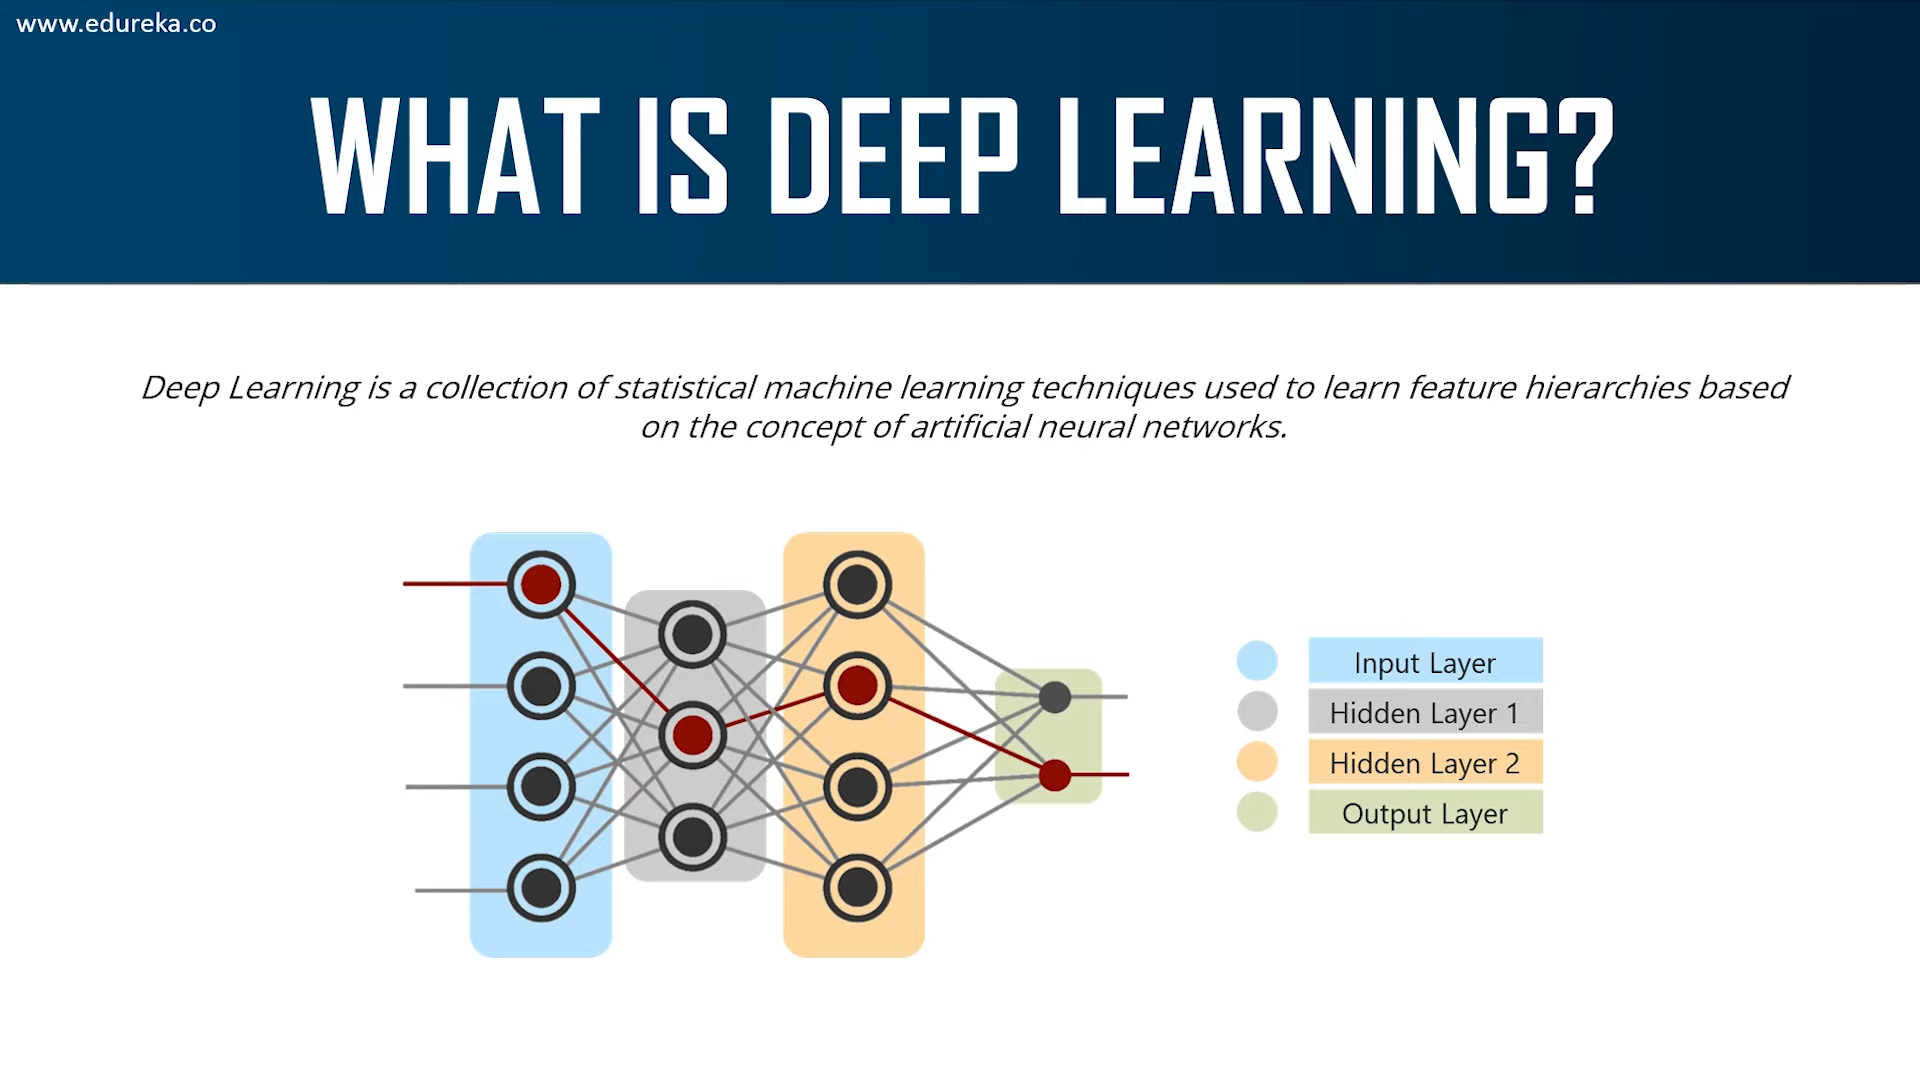 www.edureka.co
WHAT IS DEEP LEARNING?
Deep Learning is a collection of statistical machine learning techniques used to learn feature hierarchies based
on the concept of artificial neural networks.
Input Layer
Hidden Layer 1
Hidden Layer 2
Output Layer